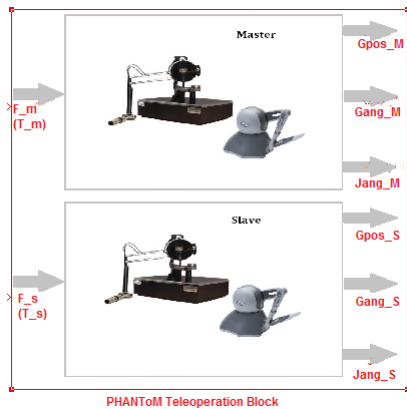 Master
Gpos_M
F_m
(T_m)
Gang_M
Jang_M
Slave
Gpos_S
F_s
(T_s)
Gang_S
Jang_S
PHANToM Teleoperation Block